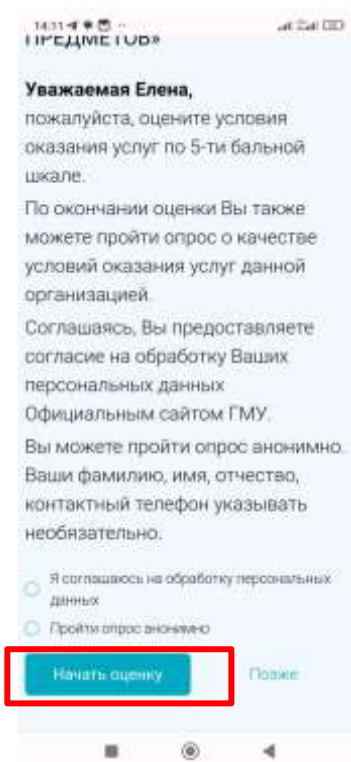 14:11
ПРЕДМЕТОВ»
Уважаемая Елена,
пожалуйста, оцените условия
оказания услуг по 5-ти бальной
шкале.
По окончании оценки Вы также
можете пройти опрос о качестве
условий оказания услуг данной
организацией.
Соглашаясь, Вы предоставляете
согласие на обработку Ваших
персональных данных
Официальным сайтом ГМУ.
Вы можете пройти опрос анонимно.
Ваши фамилию, имя, отчество,
контактный телефон указывать
необязательно.
Я соглашаюсь на обработку персональных
данных
Пройти опрос анонимно
Начать оценку Позже